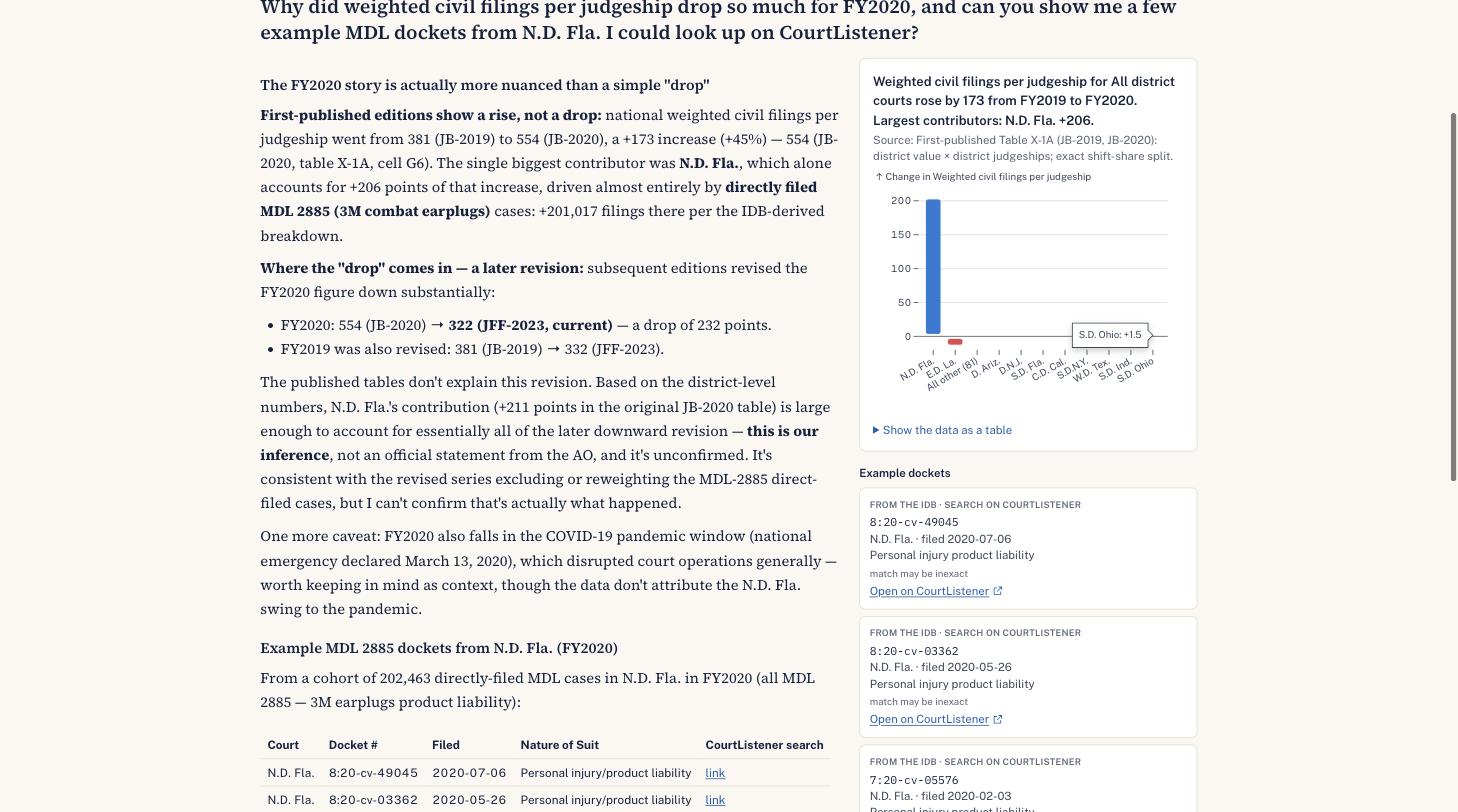 Why did weighted civil filings per judgeship drop so much for FY2020, and can you show me a few
example MDL dockets from N.D. Fla. I could look up on CourtListener?
The FY2020 story is actually more nuanced than a simple "drop"
First-published editions show a rise, not a drop: national weighted civil filings per
judgeship went from 381 (JB-2019) to 554 (JB-2020), a +173 increase (+45%) — 554 (JB-
2020, table X-1A, cell G6). The single biggest contributor was N.D. Fla., which alone
accounts for +206 points of that increase, driven almost entirely by directly filed
MDL 2885 (3M combat earplugs) cases: +201,017 filings there per the IDB-derived
breakdown.
Where the "drop" comes in — a later revision: subsequent editions revised the
FY2020 figure down substantially:
• FY2020: 554 (JB-2020) → 322 (JFF-2023, current) — a drop of 232 points.
• FY2019 was also revised: 381 (JB-2019) → 332 (JFF-2023).
The published tables don't explain this revision. Based on the district-level
numbers, N.D. Fla.'s contribution (+211 points in the original JB-2020 table) is large
enough to account for essentially all of the later downward revision — this is our
inference, not an official statement from the AO, and it's unconfirmed. It's
consistent with the revised series excluding or reweighting the MDL-2885 direct-
filed cases, but I can't confirm that's actually what happened.
One more caveat: FY2020 also falls in the COVID-19 pandemic window (national
emergency declared March 13, 2020), which disrupted court operations generally —
worth keeping in mind as context, though the data don't attribute the N.D. Fla.
swing to the pandemic.
Example MDL 2885 dockets from N.D. Fla. (FY2020)
From a cohort of 202,463 directly-filed MDL cases in N.D. Fla. in FY2020 (all MDL
2885 — 3M earplugs product liability):
Court Docket # Filed Nature of Suit CourtListener search
N.D. Fla. 8:20-cv-49045 2020-07-06 Personal injury/product liability link
N.D. Fla. 8:20-cv-03362 2020-05-26 Personal injury/product liability link
Weighted civil filings per judgeship for All district
courts rose by 173 from FY2019 to FY2020.
Largest contributors: N.D. Fla. +206.
Source: First-published Table X-1A (JB-2019, JB-2020):
district value × district judgeships; exact shift-share split.
↑ Change in Weighted civil filings per judgeship
200
150
100
50
0
S.D. Ohio: +1.5
N.D. Fla.
E.D. La.
All other (81)
D. Ariz.
D.N.J.
S.D. Fla.
C.D. Cal.
S.D.N.Y.
W.D. Tex.
S.D. Ind.
S.D. Ohio
▶ Show the data as a table
Example dockets
FROM THE IDB · SEARCH ON COURTLISTENER
8:20-cv-49045
N.D. Fla. · filed 2020-07-06
Personal injury product liability
match may be inexact
Open on CourtListener
FROM THE IDB · SEARCH ON COURTLISTENER
8:20-cv-03362
N.D. Fla. · filed 2020-05-26
Personal injury product liability
match may be inexact
Open on CourtListener
FROM THE IDB · SEARCH ON COURTLISTENER
7:20-cv-05576
N.D. Fla. · filed 2020-02-03
Personal injury product liability